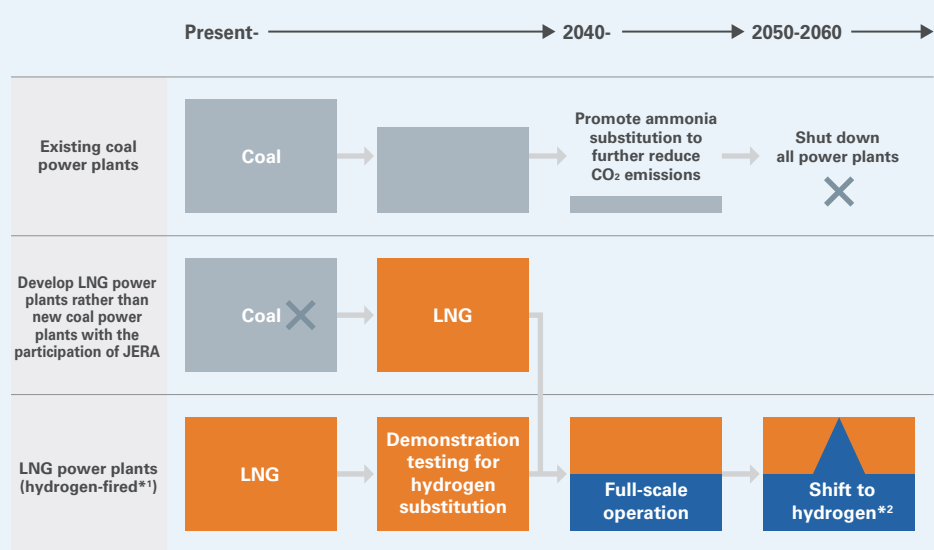 Present-
2040-
2050-2060
Existing coal
power plants
Coal
Promote ammonia
substitution to
further reduce
CO₂ emissions
Shut down
all power plants
Develop LNG power
plants rather than
new coal power
plants with the
participation of JERA
Coal
LNG
LNG power plants
(hydrogen-fired*¹)
LNG
Demonstration
testing for
hydrogen
substitution
Full-scale
operation
Shift to
hydrogen*²